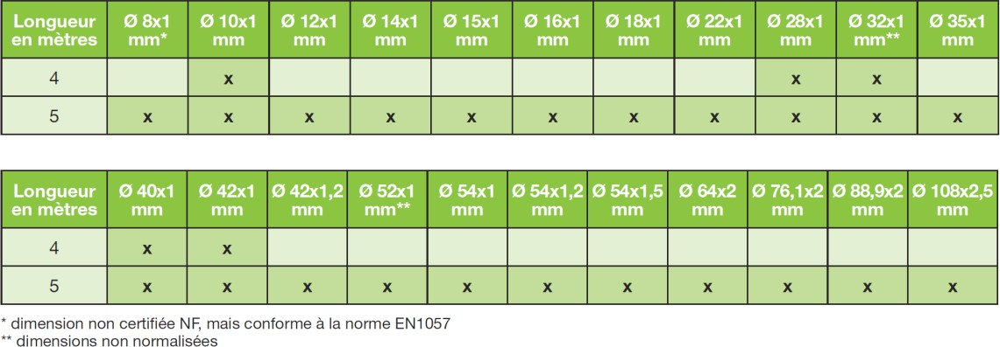 Longueur en mètres Ø 8x1 mm* Ø 10x1 mm Ø 12x1 mm Ø 14x1 mm Ø 15x1 mm Ø 16x1 mm Ø 18x1 mm Ø 22x1 mm Ø 28x1 mm Ø 32x1 mm** Ø 35x1 mm
4 x x x
5 x x x x x x x x x x x
Longueur en mètres Ø 40x1 mm Ø 42x1 mm Ø 42x1,2 mm Ø 52x1 mm** Ø 54x1 mm Ø 54x1,2 mm Ø 54x1,5 mm Ø 64x2 mm Ø 76,1x2 mm Ø 88,9x2 mm Ø 108x2,5 mm
4 x x
5 x x x x x x x x x x x
* dimension non certifiée NF, mais conforme à la norme EN1057
** dimensions non normalisées